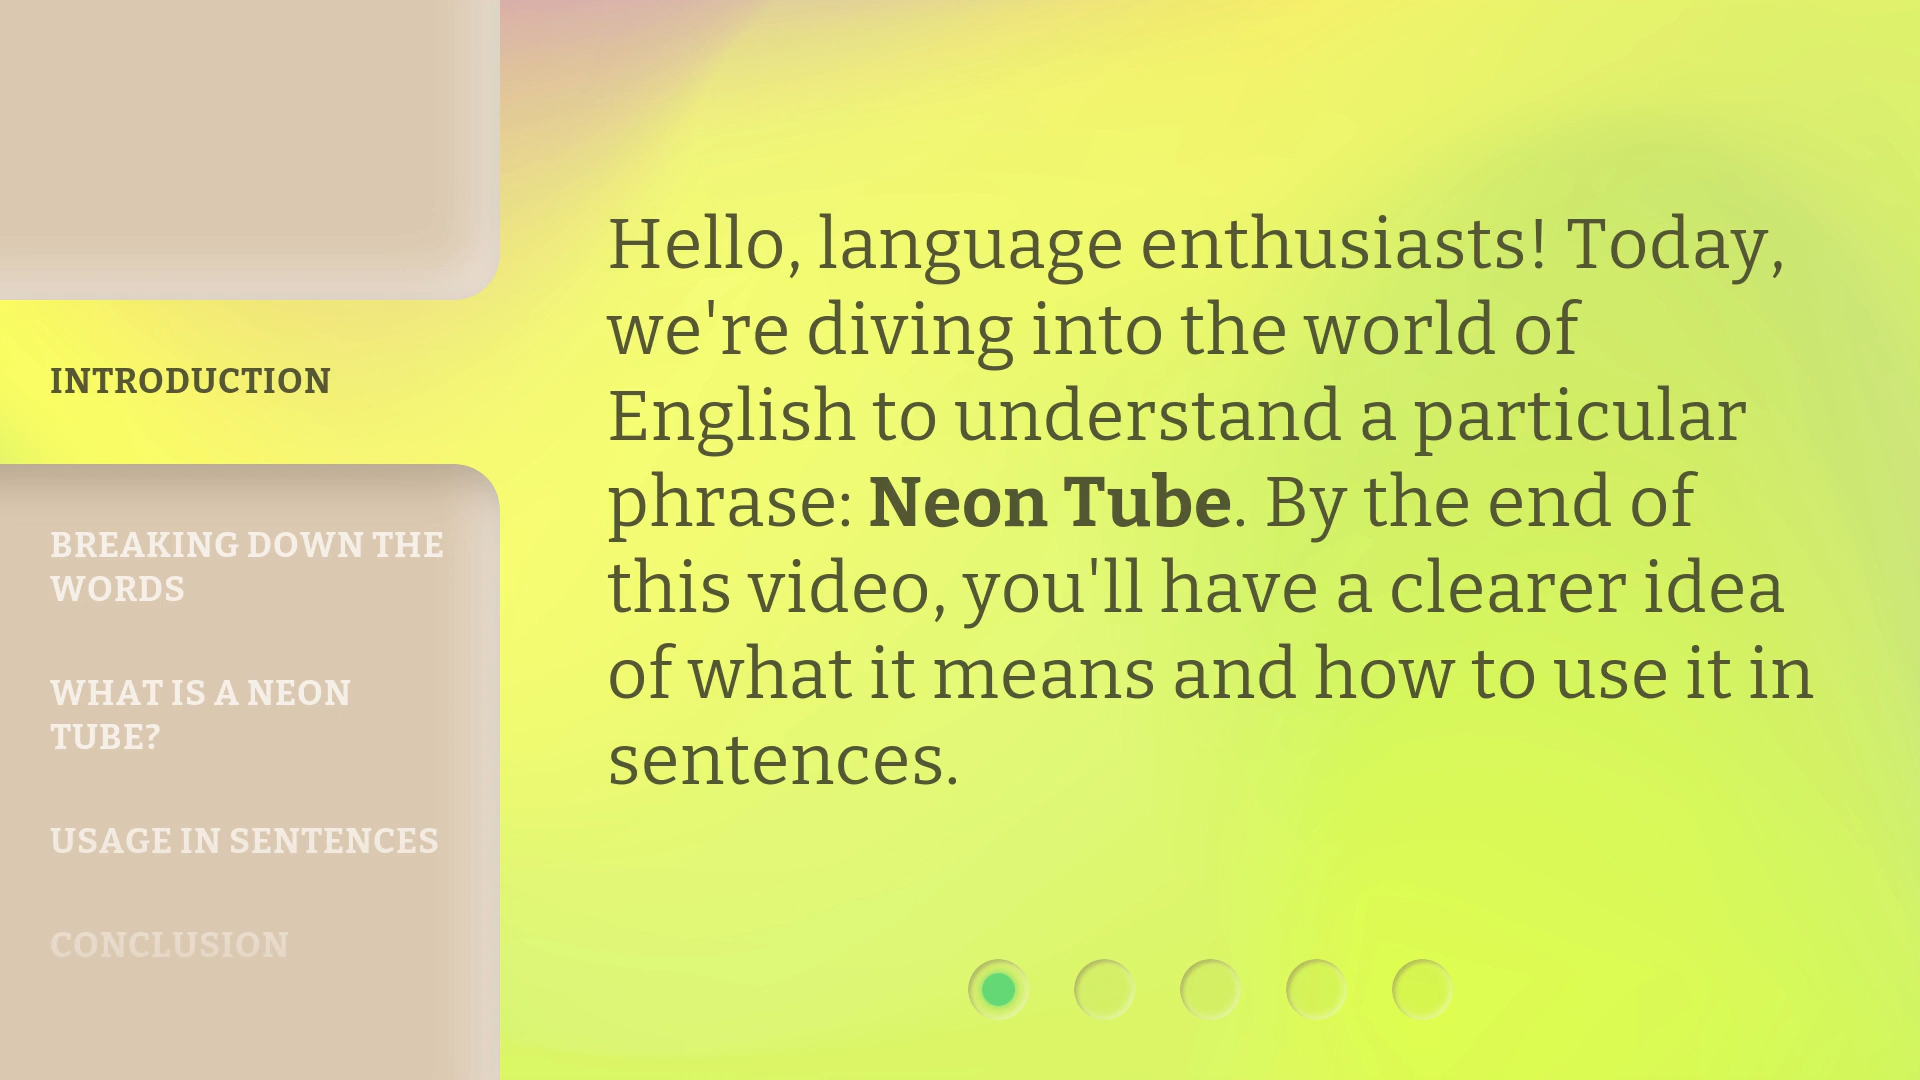 INTRODUCTION
BREAKING DOWN THE
WORDS
WHAT IS A NEON
TUBE?
USAGE IN SENTENCES
CONCLUSION
Hello, language enthusiasts! Today,
we're diving into the world of
English to understand a particular
phrase: Neon Tube. By the end of
this video, you'll have a clearer idea
of what it means and how to use it in
sentences.